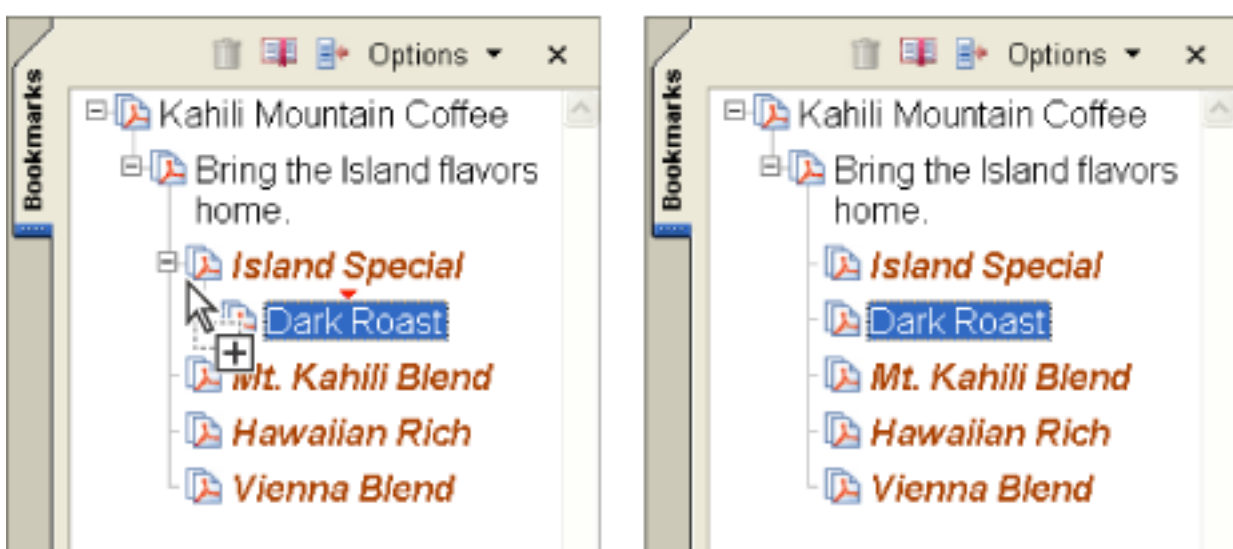 Bookmarks
Options
Kahili Mountain Coffee
Bring the Island flavors
home.
Island Special
Dark Roast
Mt. Kahili Blend
Hawaiian Rich
Vienna Blend
Bookmarks
Options
Kahili Mountain Coffee
Bring the Island flavors
home.
Island Special
Dark Roast
Mt. Kahili Blend
Hawaiian Rich
Vienna Blend